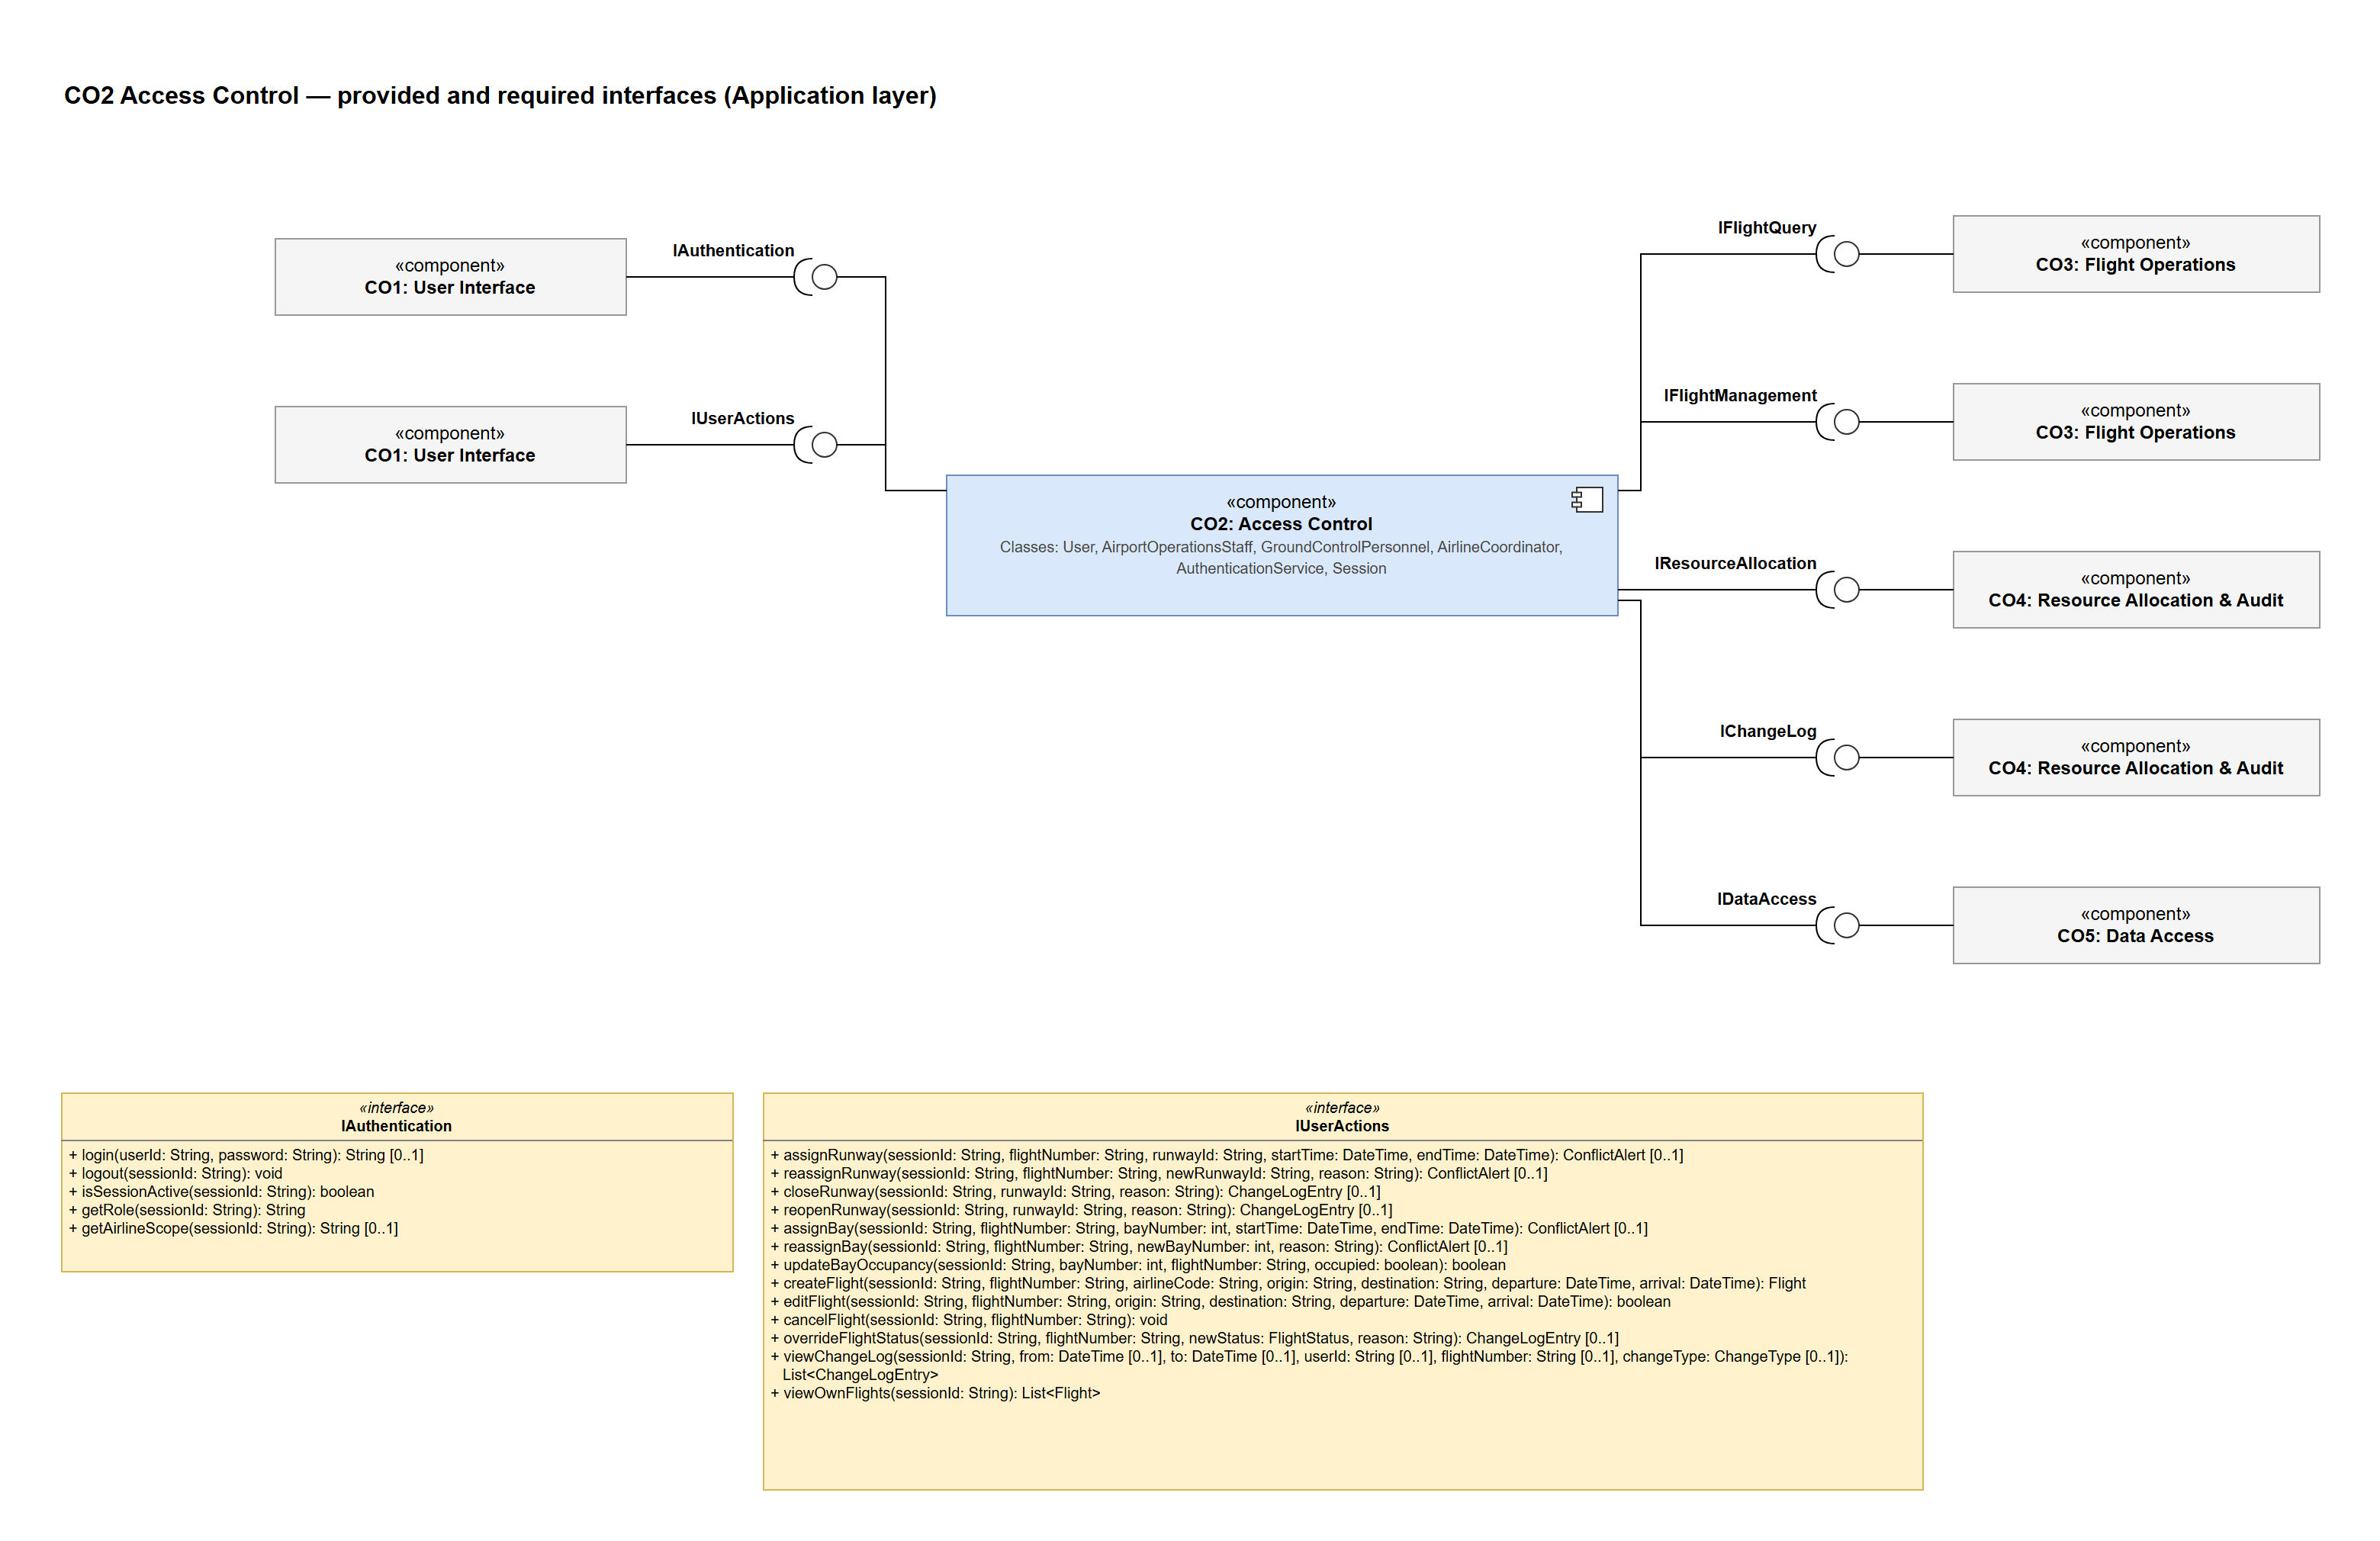 CO2 Access Control — provided and required interfaces (Application layer)
IAuthentication
«component»
CO1: User Interface
IUserActions
«component»
CO1: User Interface
«component»
CO2: Access Control
Classes: User, AirportOperationsStaff, GroundControlPersonnel, AirlineCoordinator,
AuthenticationService, Session
IFlightQuery
«component»
CO3: Flight Operations
IFlightManagement
«component»
CO3: Flight Operations
IResourceAllocation
«component»
CO4: Resource Allocation & Audit
IChangeLog
«component»
CO4: Resource Allocation & Audit
IDataAccess
«component»
CO5: Data Access
«interface»
IAuthentication
+ login(userId: String, password: String): String [0..1]
+ logout(sessionId: String): void
+ isSessionActive(sessionId: String): boolean
+ getRole(sessionId: String): String
+ getAirlineScope(sessionId: String): String [0..1]
«interface»
IUserActions
+ assignRunway(sessionId: String, flightNumber: String, runwayId: String, startTime: DateTime, endTime: DateTime): ConflictAlert [0..1]
+ reassignRunway(sessionId: String, flightNumber: String, newRunwayId: String, reason: String): ConflictAlert [0..1]
+ closeRunway(sessionId: String, runwayId: String, reason: String): ChangeLogEntry [0..1]
+ reopenRunway(sessionId: String, runwayId: String, reason: String): ChangeLogEntry [0..1]
+ assignBay(sessionId: String, flightNumber: String, bayNumber: int, startTime: DateTime, endTime: DateTime): ConflictAlert [0..1]
+ reassignBay(sessionId: String, flightNumber: String, newBayNumber: int, reason: String): ConflictAlert [0..1]
+ updateBayOccupancy(sessionId: String, bayNumber: int, flightNumber: String, occupied: boolean): boolean
+ createFlight(sessionId: String, flightNumber: String, airlineCode: String, origin: String, destination: String, departure: DateTime, arrival: DateTime): Flight
+ editFlight(sessionId: String, flightNumber: String, origin: String, destination: String, departure: DateTime, arrival: DateTime): boolean
+ cancelFlight(sessionId: String, flightNumber: String): void
+ overrideFlightStatus(sessionId: String, flightNumber: String, newStatus: FlightStatus, reason: String): ChangeLogEntry [0..1]
+ viewChangeLog(sessionId: String, from: DateTime [0..1], to: DateTime [0..1], userId: String [0..1], flightNumber: String [0..1], changeType: ChangeType [0..1]):
List<ChangeLogEntry>
+ viewOwnFlights(sessionId: String): List<Flight>